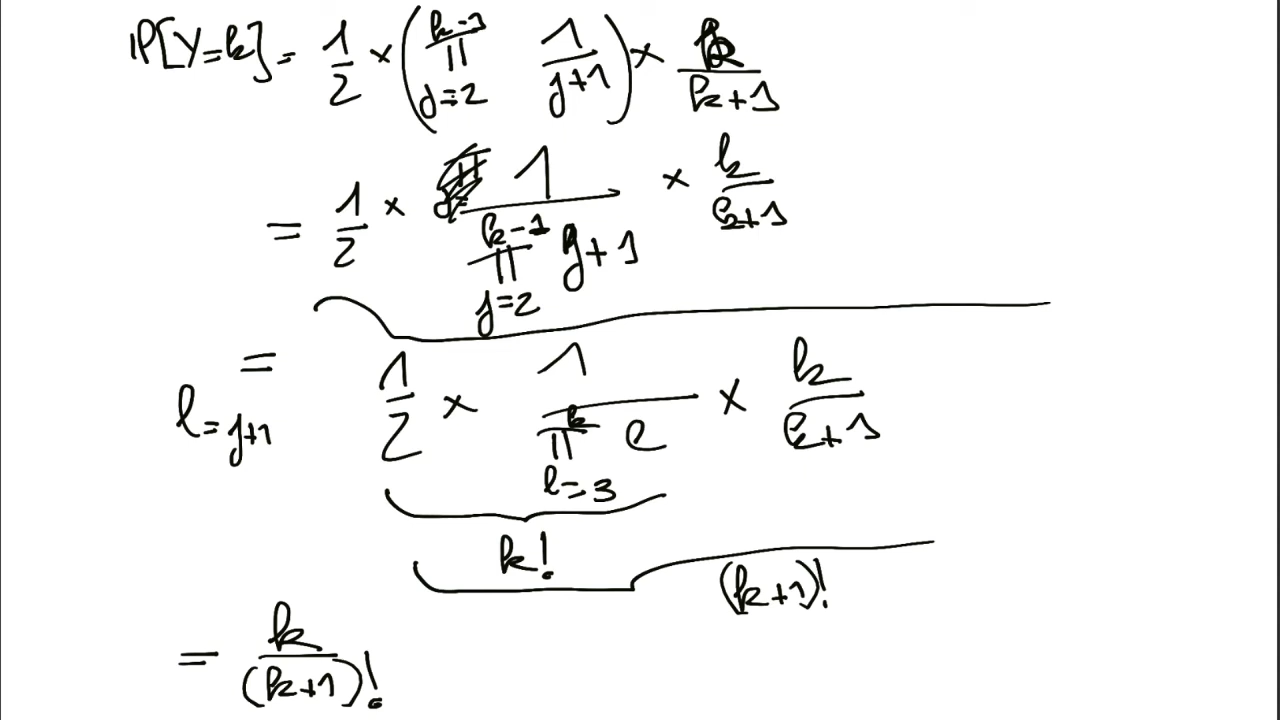 ℙ[Y=k] = 1/2 × (∏_{j=2}^{k-1} 1/(j+1)) × k/(k+1)
= 1/2 × 1/(∏_{j=2}^{k-1} j+1) × k/(k+1)
= 1/2 × 1/(∏_{l=3}^{k} l) × k/(k+1)
l=j+1
k!
(k+1)!
= k/(k+1)!